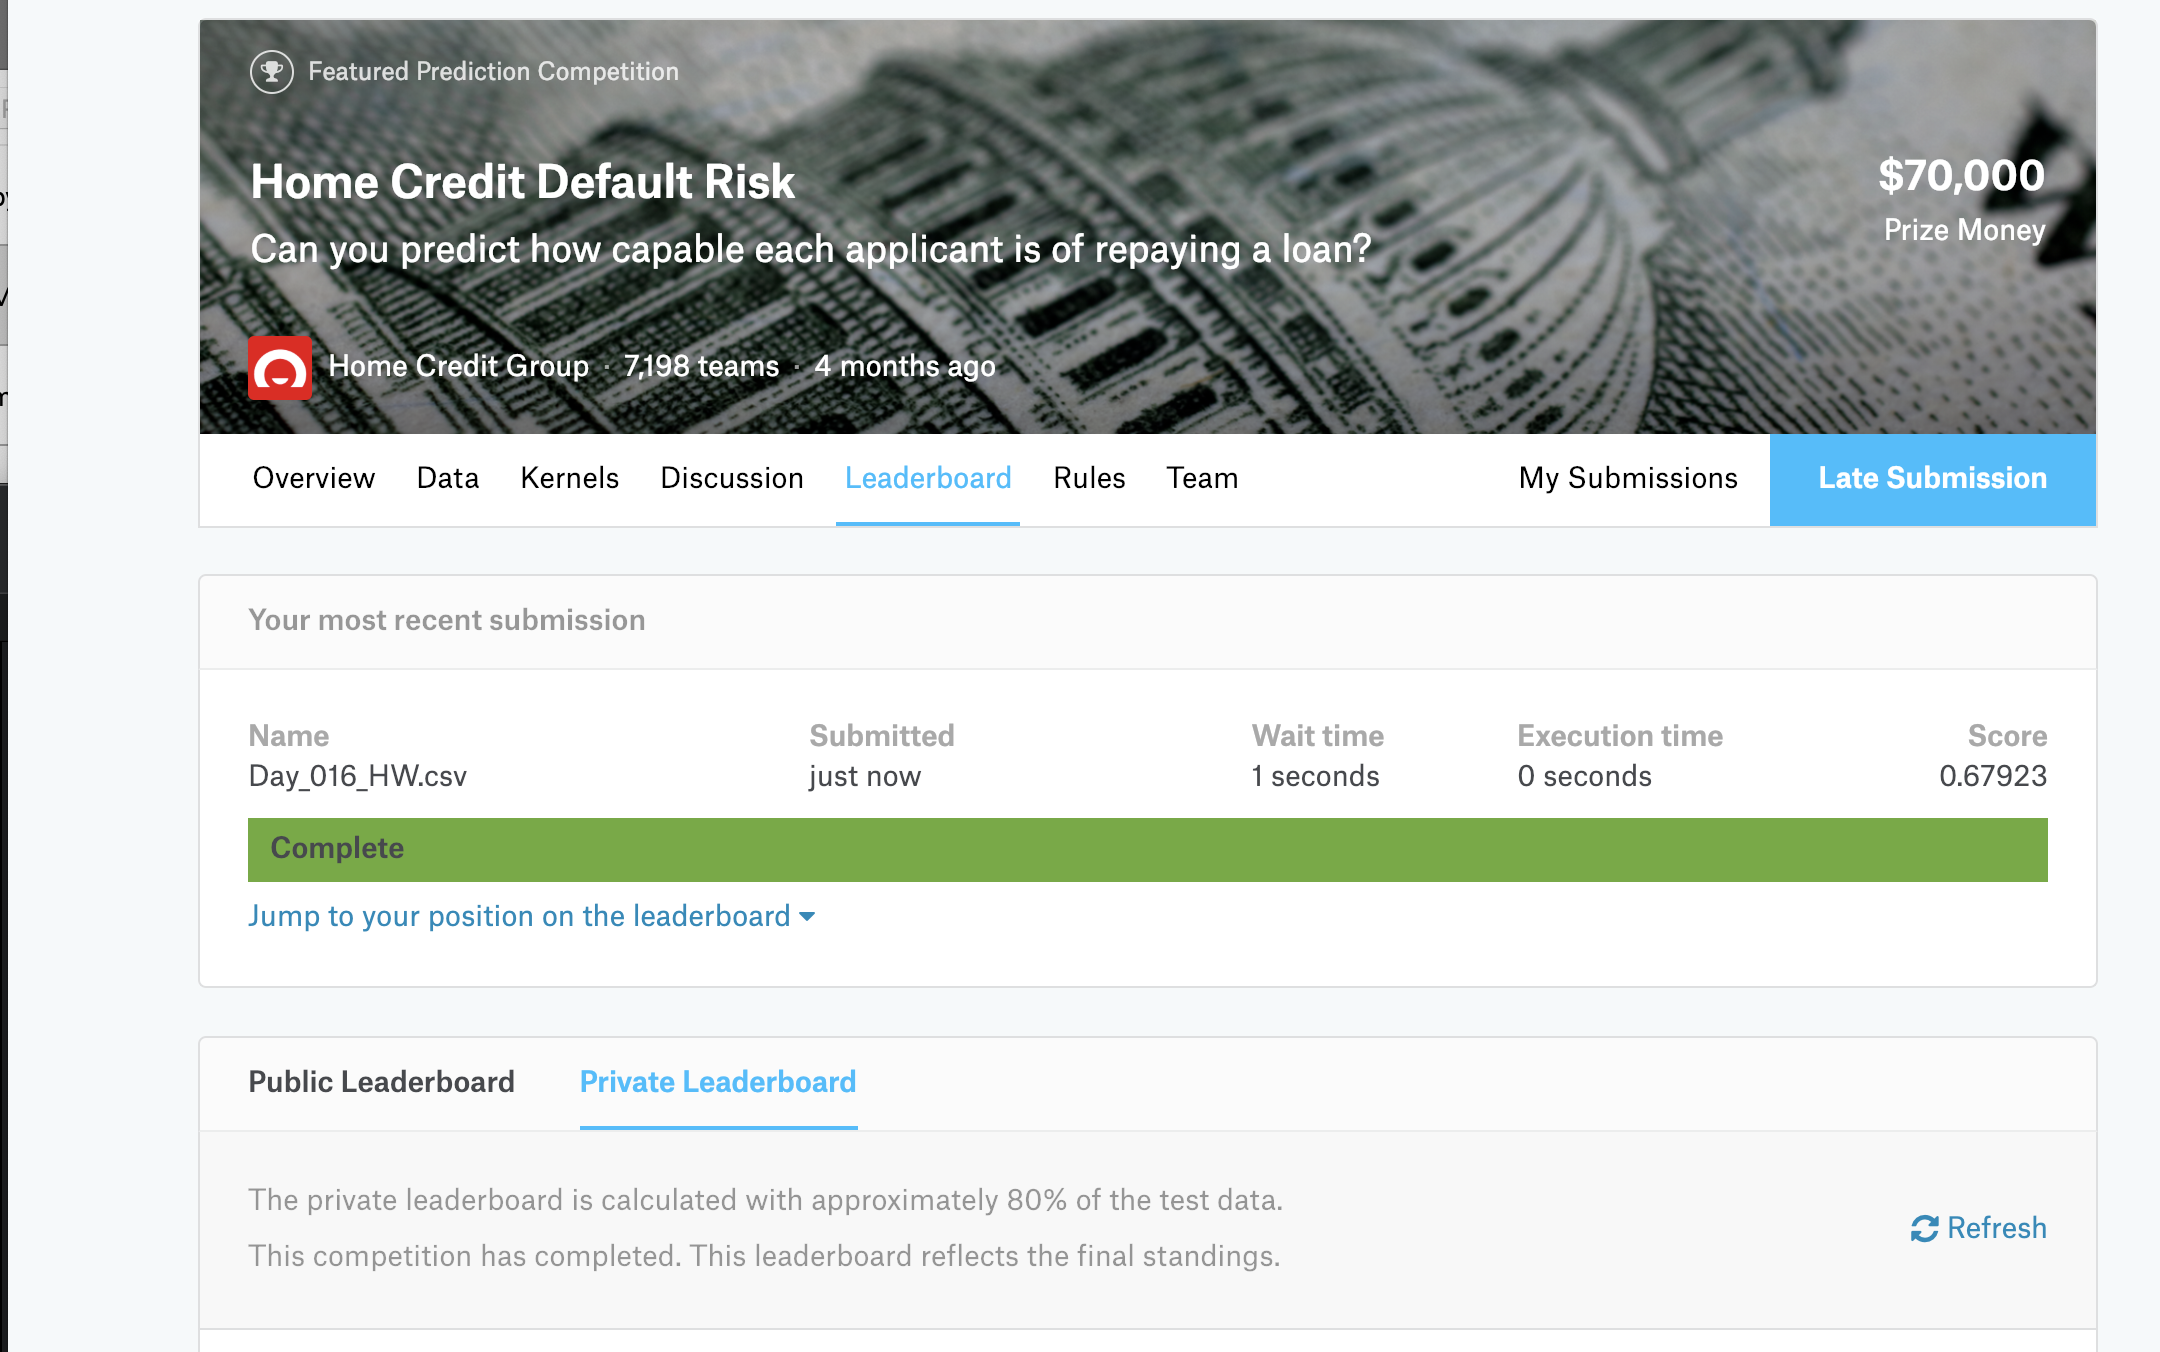 Featured Prediction Competition
Home Credit Default Risk
$70,000
Can you predict how capable each applicant is of repaying a loan?
Prize Money
Home Credit Group · 7,198 teams · 4 months ago
Overview Data Kernels Discussion Leaderboard Rules Team My Submissions Late Submission
Your most recent submission
Name Submitted Wait time Execution time Score
Day_016_HW.csv just now 1 seconds 0 seconds 0.67923
Complete
Jump to your position on the leaderboard
Public Leaderboard Private Leaderboard
The private leaderboard is calculated with approximately 80% of the test data.
This competition has completed. This leaderboard reflects the final standings.
Refresh